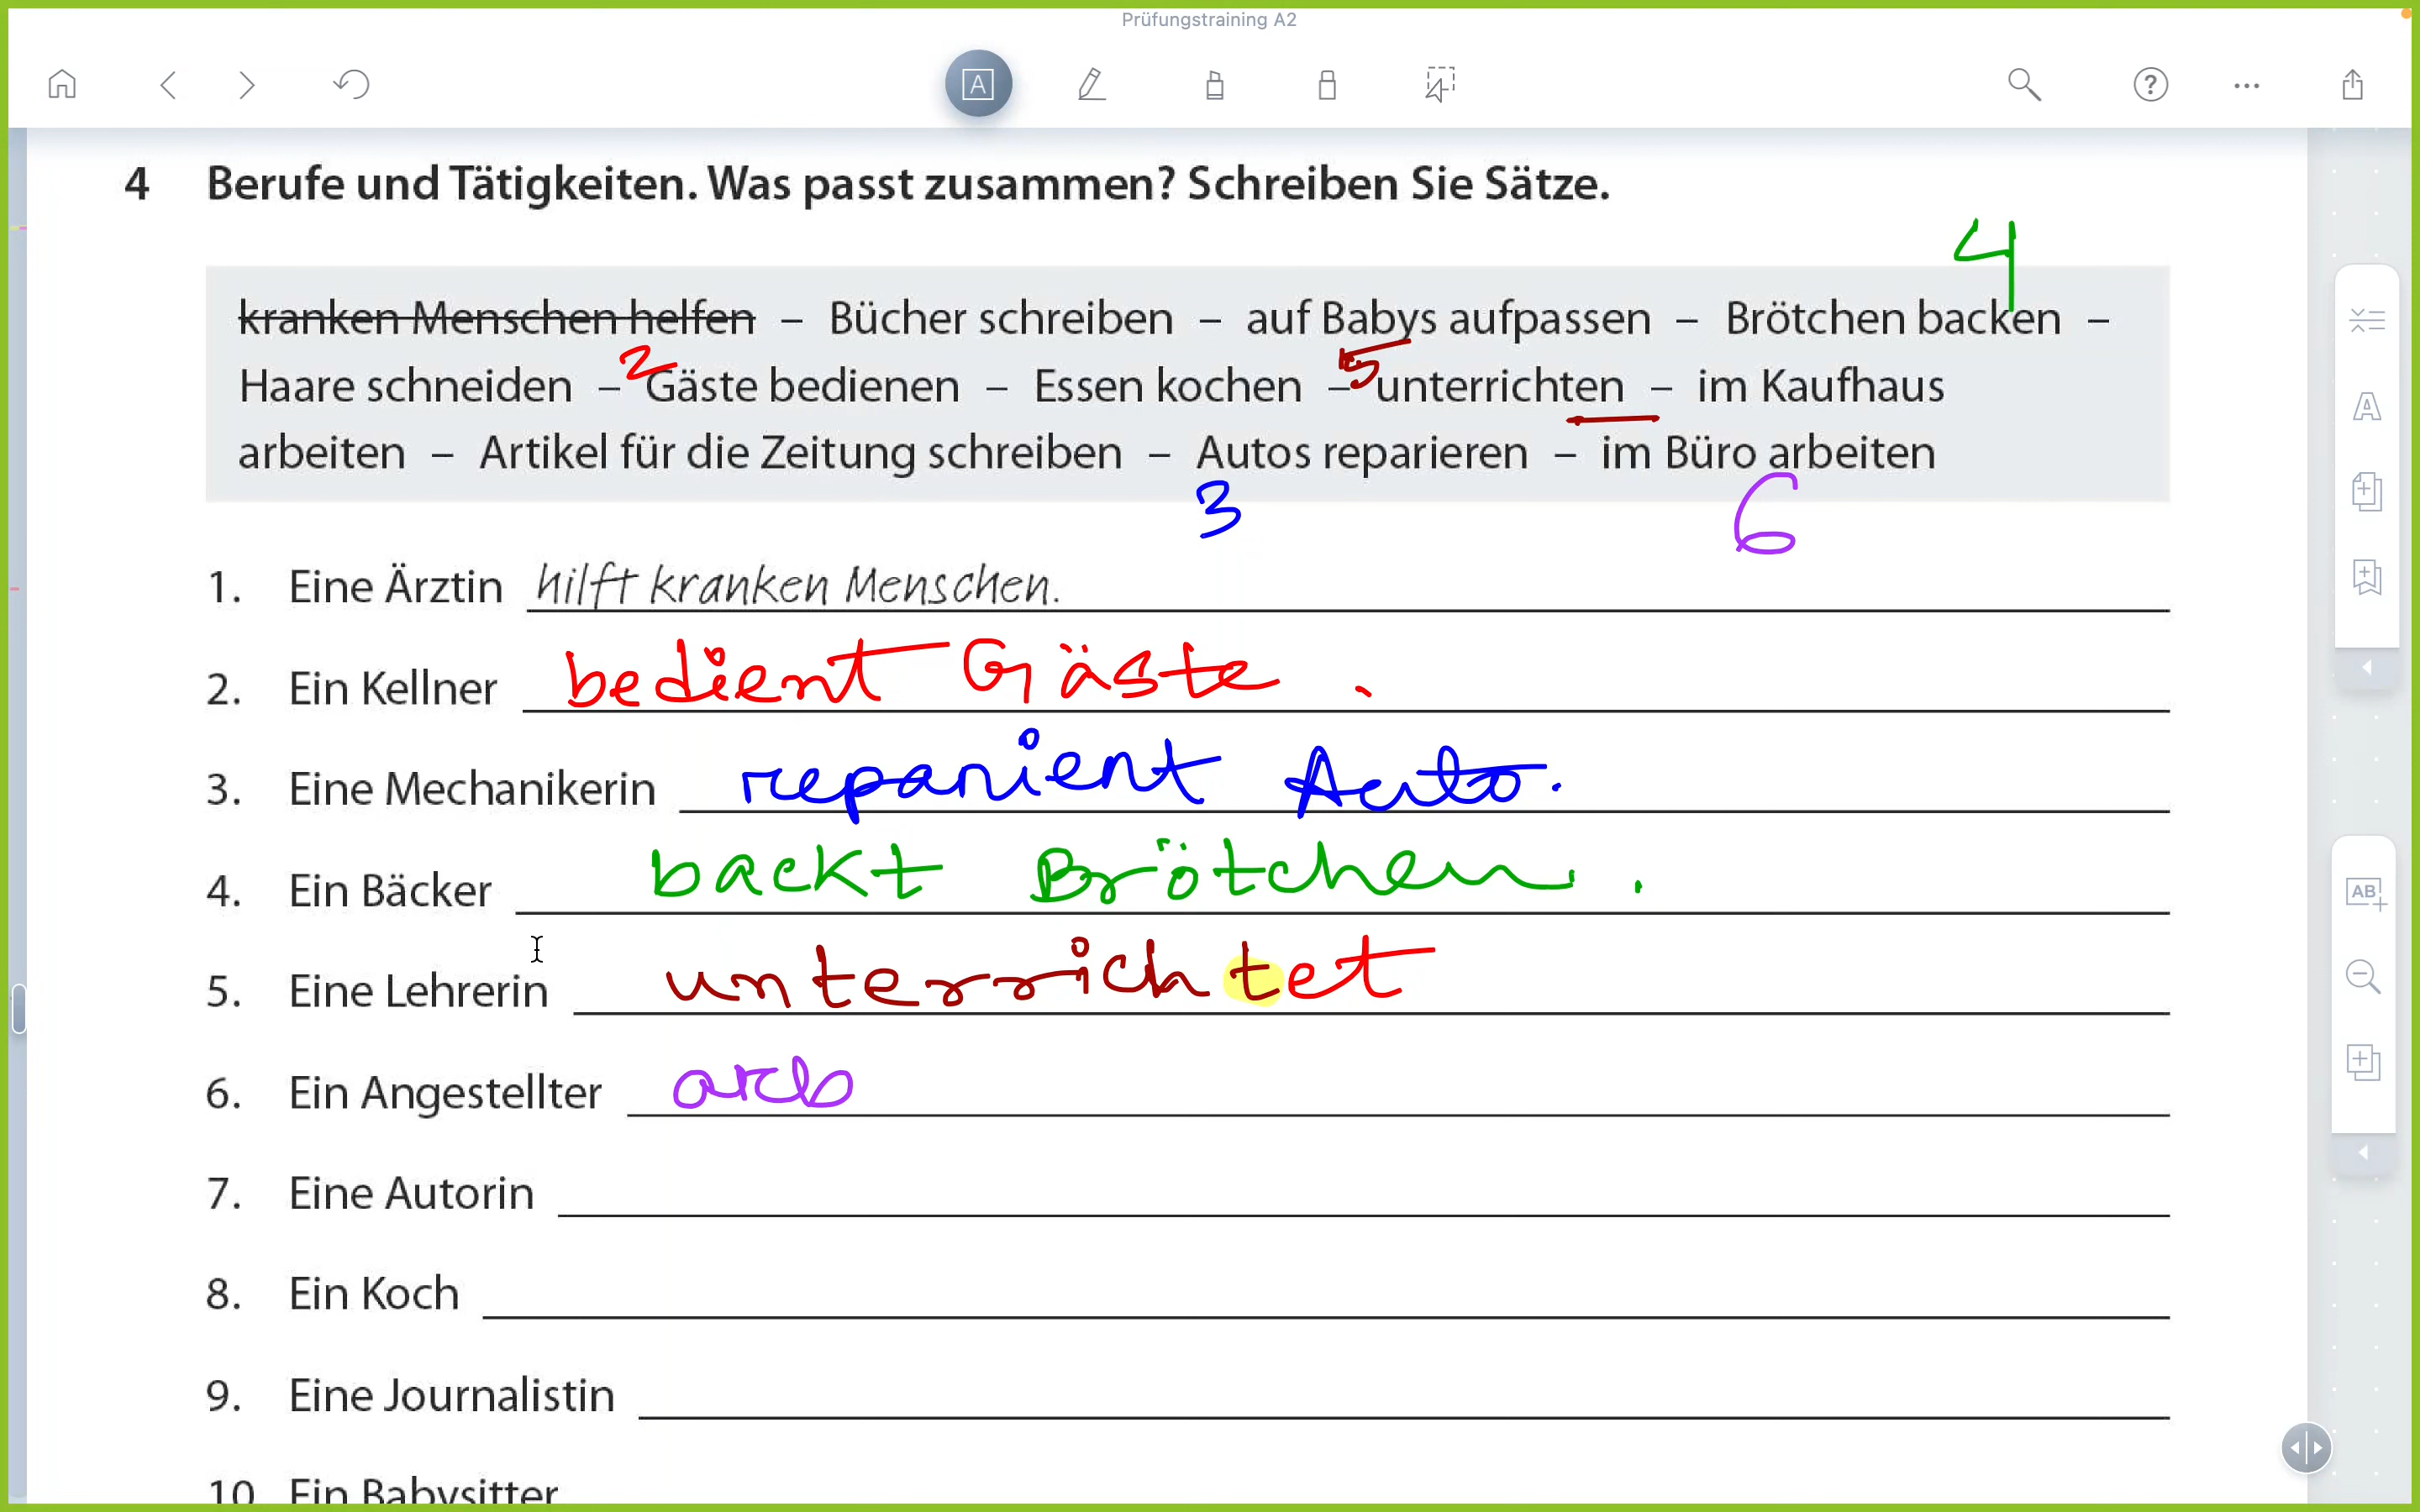 Prüfungstraining A2
4 Berufe und Tätigkeiten. Was passt zusammen? Schreiben Sie Sätze.
4
kranken Menschen helfen – Bücher schreiben – auf Babys aufpassen – Brötchen backen –
2 5
Haare schneiden – Gäste bedienen – Essen kochen – unterrichten – im Kaufhaus
arbeiten – Artikel für die Zeitung schreiben – Autos reparieren – im Büro arbeiten
3 6
1. Eine Ärztin hilft kranken Menschen.
2. Ein Kellner bedient Gäste.
3. Eine Mechanikerin repariert Auto.
4. Ein Bäcker backt Brötchen.
5. Eine Lehrerin unterrichtet
6. Ein Angestellter arb
7. Eine Autorin
8. Ein Koch
9. Eine Journalistin
10 Ein Babysitter